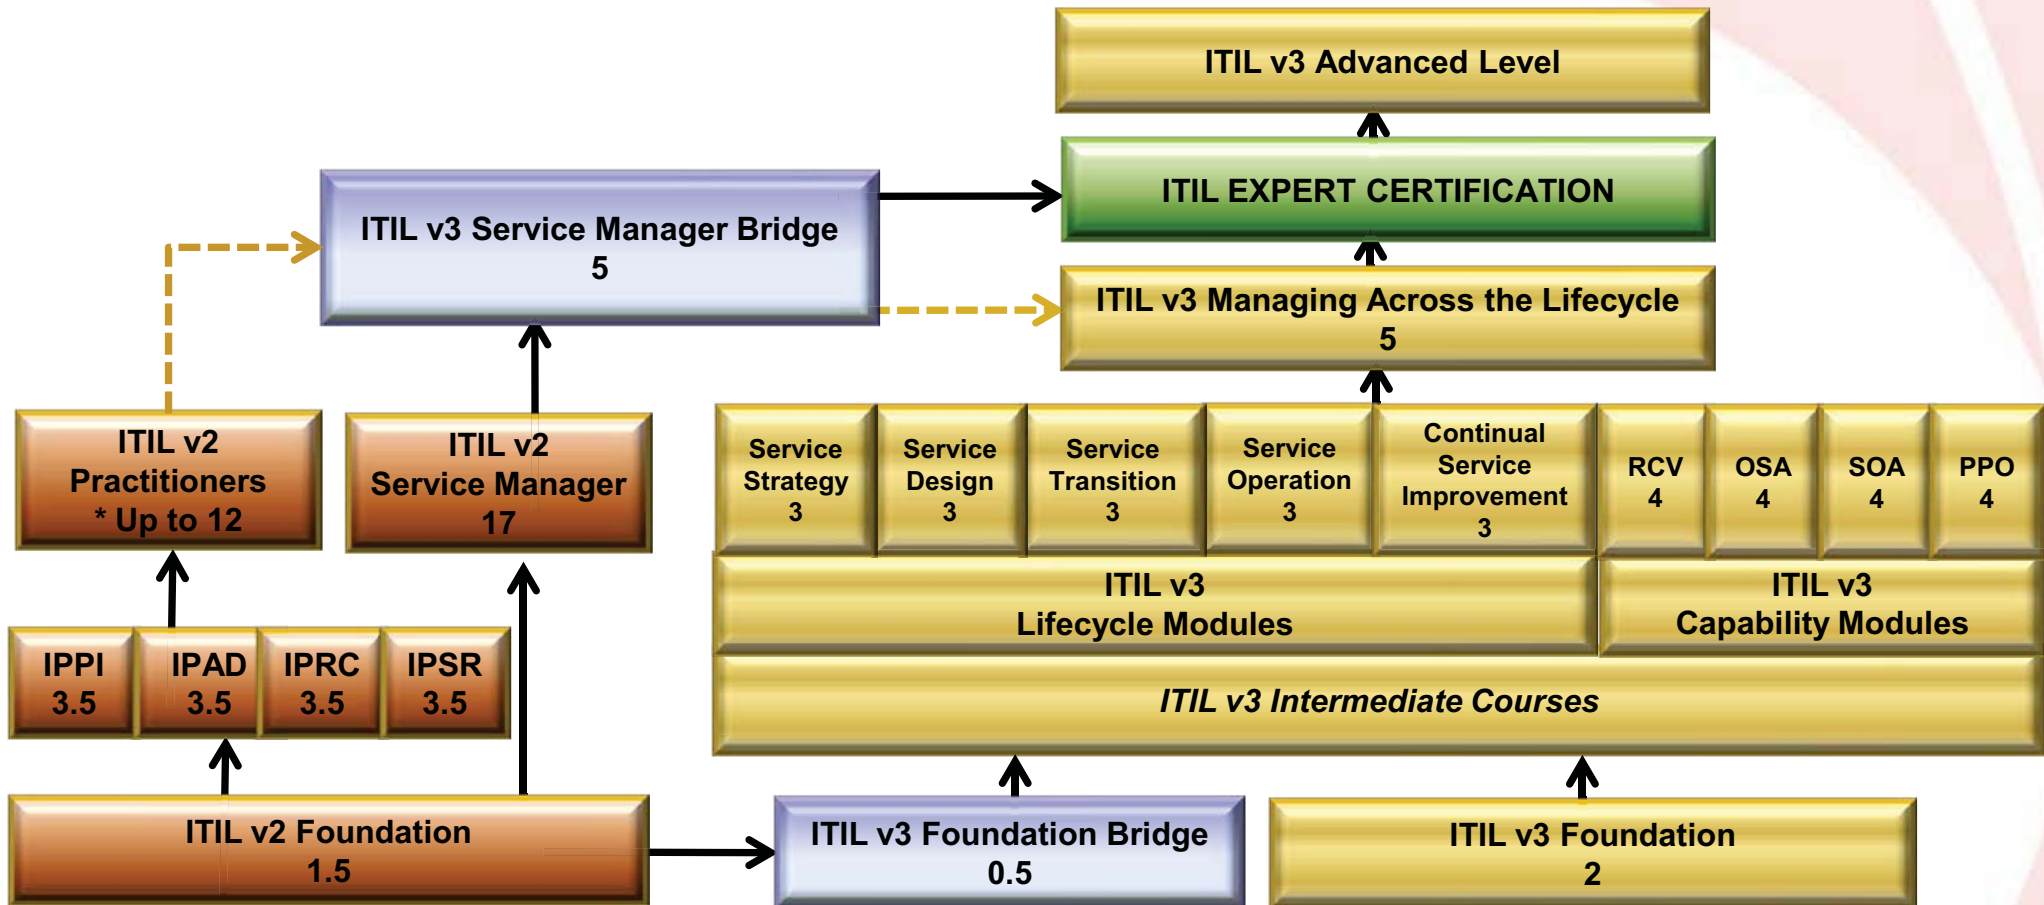 ITIL v3 Advanced Level
ITIL EXPERT CERTIFICATION
ITIL v3 Service Manager Bridge
5
ITIL v3 Managing Across the Lifecycle
5
ITIL v2
Practitioners
* Up to 12
ITIL v2
Service Manager
17
Service
Strategy
3
Service
Design
3
Service
Transition
3
Service
Operation
3
Continual
Service
Improvement
3
RCV
4
OSA
4
SOA
4
PPO
4
ITIL v3
Lifecycle Modules
ITIL v3
Capability Modules
IPPI
3.5
IPAD
3.5
IPRC
3.5
IPSR
3.5
ITIL v3 Intermediate Courses
ITIL v2 Foundation
1.5
ITIL v3 Foundation Bridge
0.5
ITIL v3 Foundation
2